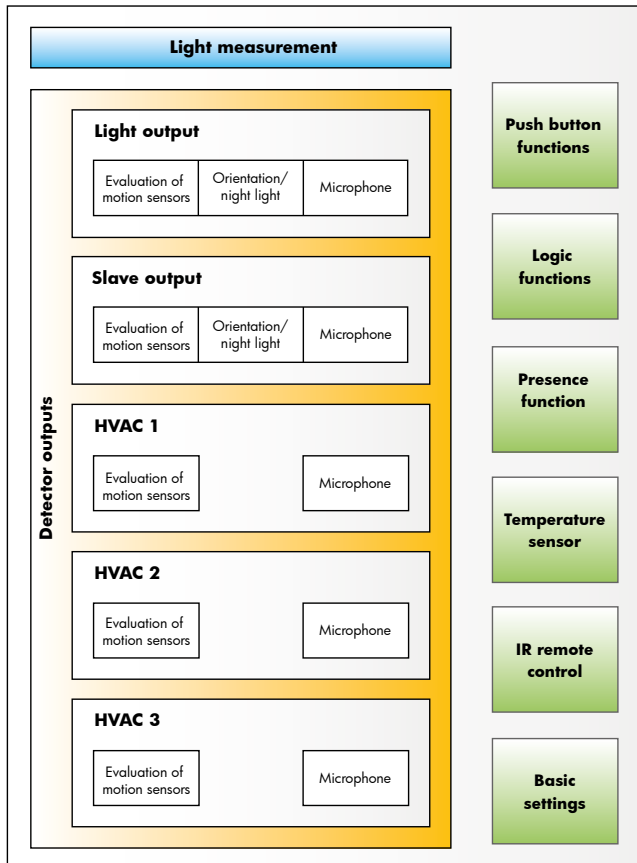 Light measurement
Detector outputs
Light output
Evaluation of
motion sensors
Orientation/
night light
Microphone
Slave output
Evaluation of
motion sensors
Orientation/
night light
Microphone
HVAC 1
Evaluation of
motion sensors
Microphone
HVAC 2
Evaluation of
motion sensors
Microphone
HVAC 3
Evaluation of
motion sensors
Microphone
Push button
functions
Logic
functions
Presence
function
Temperature
sensor
IR remote
control
Basic
settings